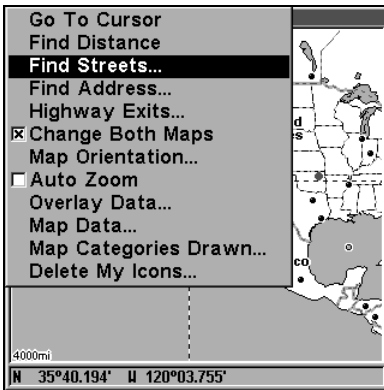 Go To Cursor
Find Distance
Find Streets...
Find Address...
Highway Exits...
Change Both Maps
Map Orientation...
Auto Zoom
Overlay Data...
Map Data...
Map Categories Drawn...
Delete My Icons...
d
s
co
4000mi
N 35°40.194' W 120°03.755'